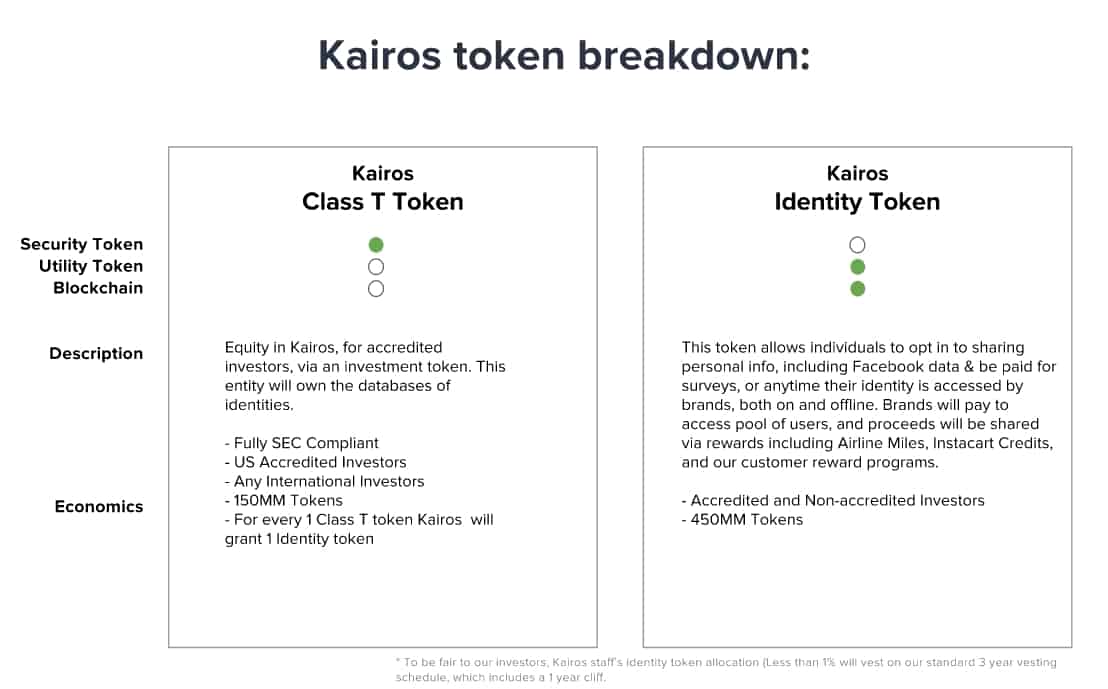 Kairos token breakdown:
Kairos
Class T Token
Kairos
Identity Token
Security Token
Utility Token
Blockchain
Description
Equity in Kairos, for accredited
investors, via an investment token. This
entity will own the databases of
identities.
This token allows individuals to opt in to sharing
personal info, including Facebook data & be paid for
surveys, or anytime their identity is accessed by
brands, both on and offline. Brands will pay to
access pool of users, and proceeds will be shared
via rewards including Airline Miles, Instacart Credits,
and our customer reward programs.
Economics
- Fully SEC Compliant
- US Accredited Investors
- Any International Investors
- 150MM Tokens
- For every 1 Class T token Kairos  will
grant 1 Identity token
- Accredited and Non-accredited Investors
- 450MM Tokens
* To be fair to our investors, Kairos staff's identity token allocation (Less than 1% will vest on our standard 3 year vesting
schedule, which includes a 1 year cliff.